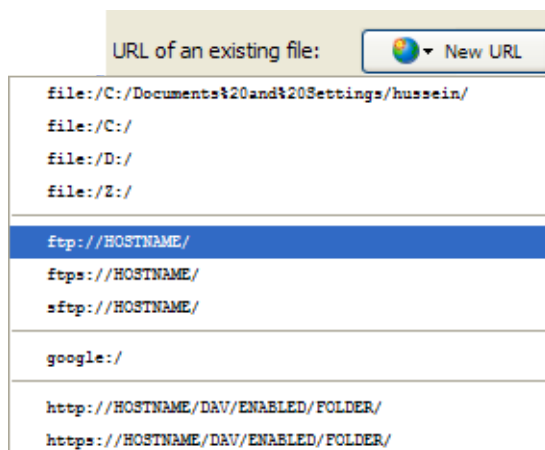 URL of an existing file: New URL
file:/C:/Documents%20and%20Settings/hussein/
file:/C:/
file:/D:/
file:/Z:/
ftp://HOSTNAME/
ftps://HOSTNAME/
sftp://HOSTNAME/
google:/
http://HOSTNAME/DAV/ENABLED/FOLDER/
https://HOSTNAME/DAV/ENABLED/FOLDER/